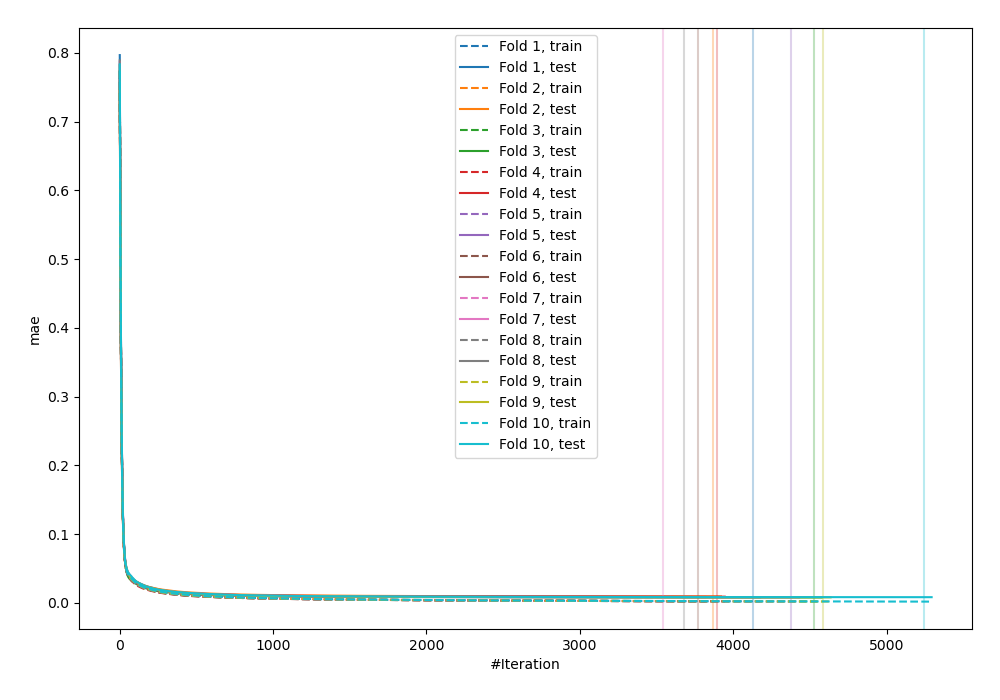 0.8
0.7
0.6
0.5
0.4
0.3
0.2
0.1
0.0
mae
0 1000 2000 3000 4000 5000
#Iteration
Fold 1, train
Fold 1, test
Fold 2, train
Fold 2, test
Fold 3, train
Fold 3, test
Fold 4, train
Fold 4, test
Fold 5, train
Fold 5, test
Fold 6, train
Fold 6, test
Fold 7, train
Fold 7, test
Fold 8, train
Fold 8, test
Fold 9, train
Fold 9, test
Fold 10, train
Fold 10, test